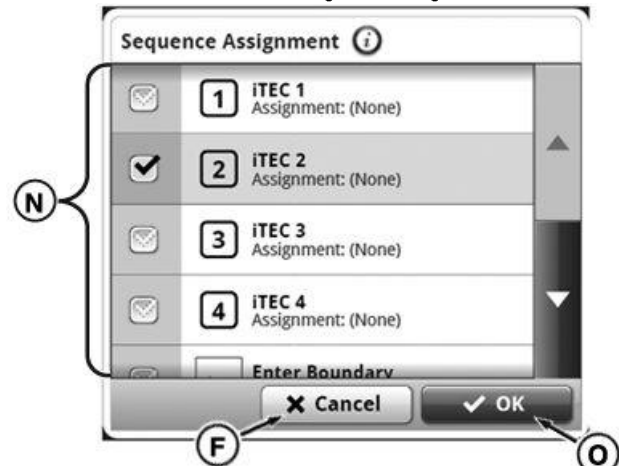 Sequence Assignment i
1 iTEC 1
Assignment: (None)
2 iTEC 2
Assignment: (None)
N
3 iTEC 3
Assignment: (None)
4 iTEC 4
Assignment: (None)
Enter Boundary
Cancel OK
F O